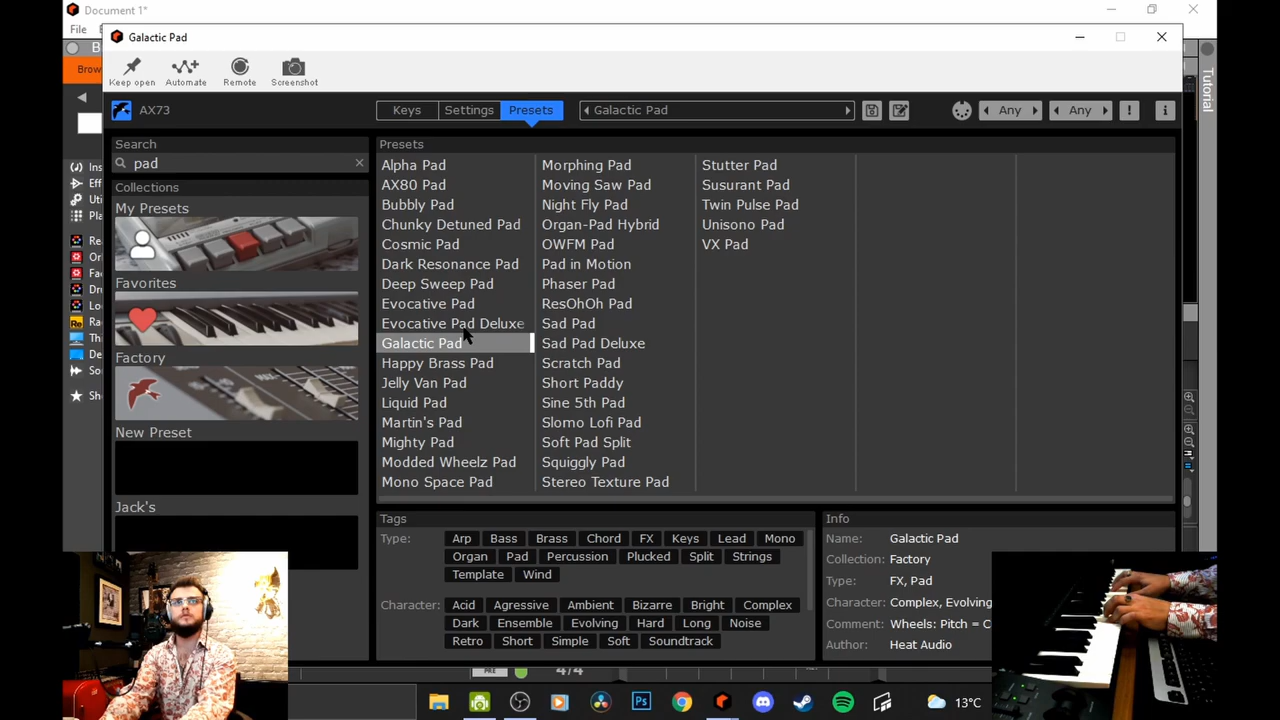 Document 1*
File
Galactic Pad
Keep open
Automate
Remote
Screenshot
Brow
Tutorial
AX73
Keys
Settings
Presets
Galactic Pad
Any
Any
!
i
Search
pad
Collections
My Presets
Favorites
Factory
New Preset
Jack's
Presets
Alpha Pad
AX80 Pad
Bubbly Pad
Chunky Detuned Pad
Cosmic Pad
Dark Resonance Pad
Deep Sweep Pad
Evocative Pad
Evocative Pad Deluxe
Galactic Pad
Happy Brass Pad
Jelly Van Pad
Liquid Pad
Martin's Pad
Mighty Pad
Modded Wheelz Pad
Mono Space Pad
Morphing Pad
Moving Saw Pad
Night Fly Pad
Organ-Pad Hybrid
OWFM Pad
Pad in Motion
Phaser Pad
ResOhOh Pad
Sad Pad
Sad Pad Deluxe
Scratch Pad
Short Paddy
Sine 5th Pad
Slomo Lofi Pad
Soft Pad Split
Squiggly Pad
Stereo Texture Pad
Stutter Pad
Susurant Pad
Twin Pulse Pad
Unisono Pad
VX Pad
Tags
Type: Arp Bass Brass Chord FX Keys Lead Mono
Organ Pad Percussion Plucked Split Strings
Template Wind
Character: Acid Agressive Ambient Bizarre Bright Complex
Dark Ensemble Evolving Hard Long Noise
Retro Short Simple Soft Soundtrack
Info
Name: Galactic Pad
Collection: Factory
Type: FX, Pad
Character: Complex, Evolving
Comment: Wheels: Pitch = C
Author: Heat Audio
PRE
4/4
13°C